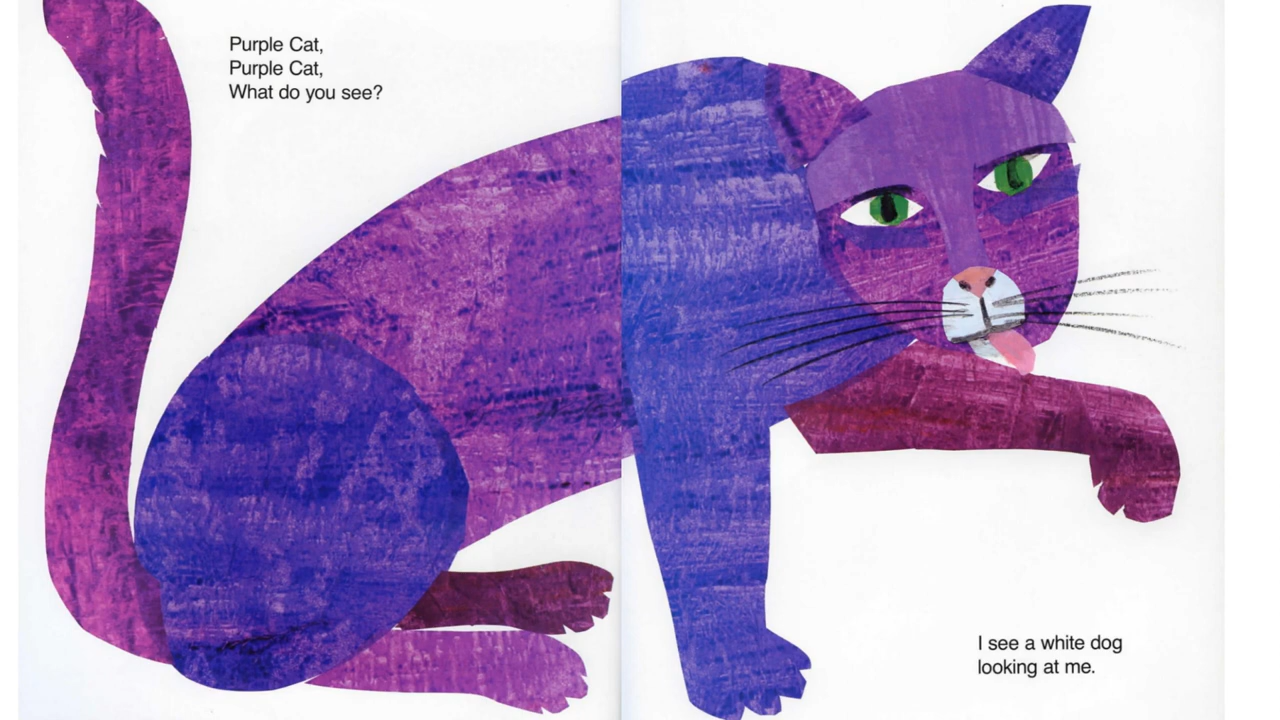 Purple Cat,
Purple Cat,
What do you see?
I see a white dog
looking at me.